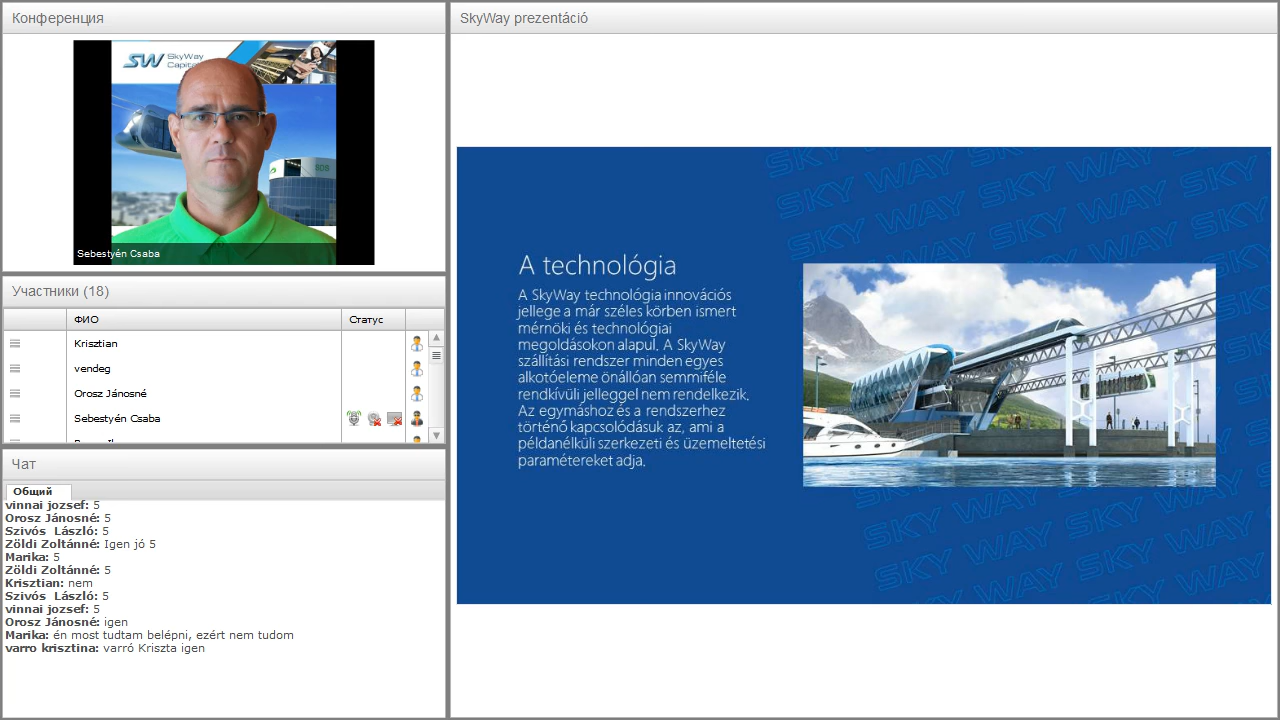 Конференция
SW SkyWay
Sebestyén Csaba
Участники (18)
ФИО Статус
Krisztian
vendeg
Orosz Jánosné
Sebestyén Csaba
Чат
Общий
vinnai jozsef: 5
Orosz Jánosné: 5
Szivós László: 5
Zöldi Zoltánné: Igen jó 5
Marika: 5
Zöldi Zoltánné: 5
Krisztian: nem
Szivós László: 5
vinnai jozsef: 5
Orosz Jánosné: igen
Marika: én most tudtam belépni, ezért nem tudom
varro krisztina: varró Kriszta igen
SkyWay prezentáció
SKY WAY SKY WAY SKY WAY
A technológia
A SkyWay technológia innovációs
jellege a már széles körben ismert
mérnöki és technológiai
megoldásokon alapul. A SkyWay
szállítási rendszer minden egyes
alkotóeleme önállóan semmiféle
rendkívüli jelleggel nem rendelkezik.
Az egymáshoz és a rendszerhez
történő kapcsolódásuk az, ami a
példanélküli szerkezeti és üzemeltetési
paramétereket adja.